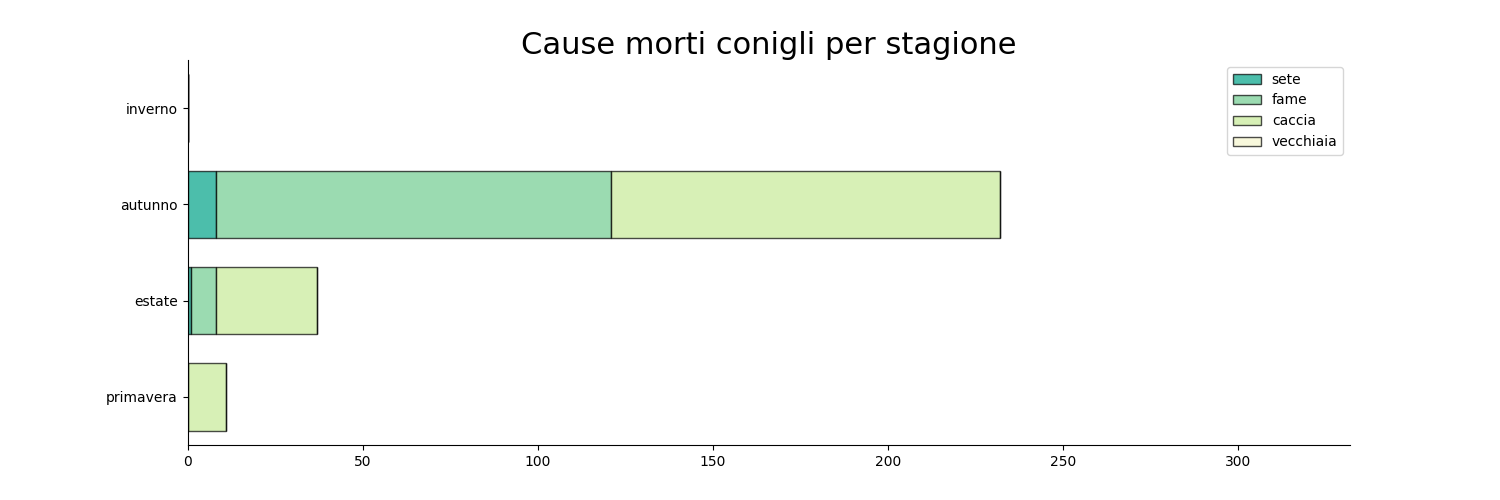 Cause morti conigli per stagione
sete
fame
caccia
vecchiaia
inverno
autunno
estate
primavera
0 50 100 150 200 250 300